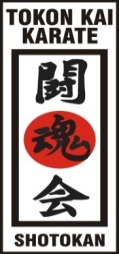 TOKON KAI
KARATE
闘
魂
会
SHOTOKAN